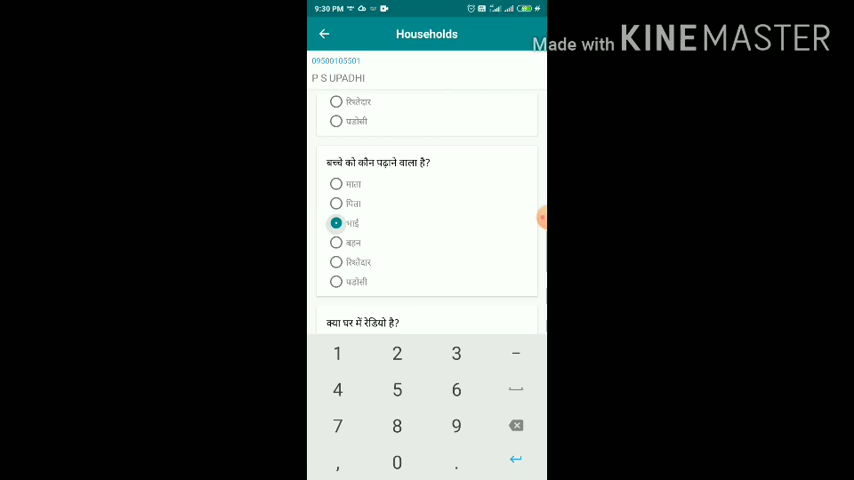 9:30 PM
Households
Made with KINEMASTER
09500105501
P S UPADHI
रिश्तेदार
पडोसी
बच्चे को कौन पढ़ाने वाला है?
माता
पिता
भाई
बहन
रिश्तेदार
पडोसी
क्या घर में रेडियो है?
1 2 3 -
4 5 6
7 8 9
, 0 .